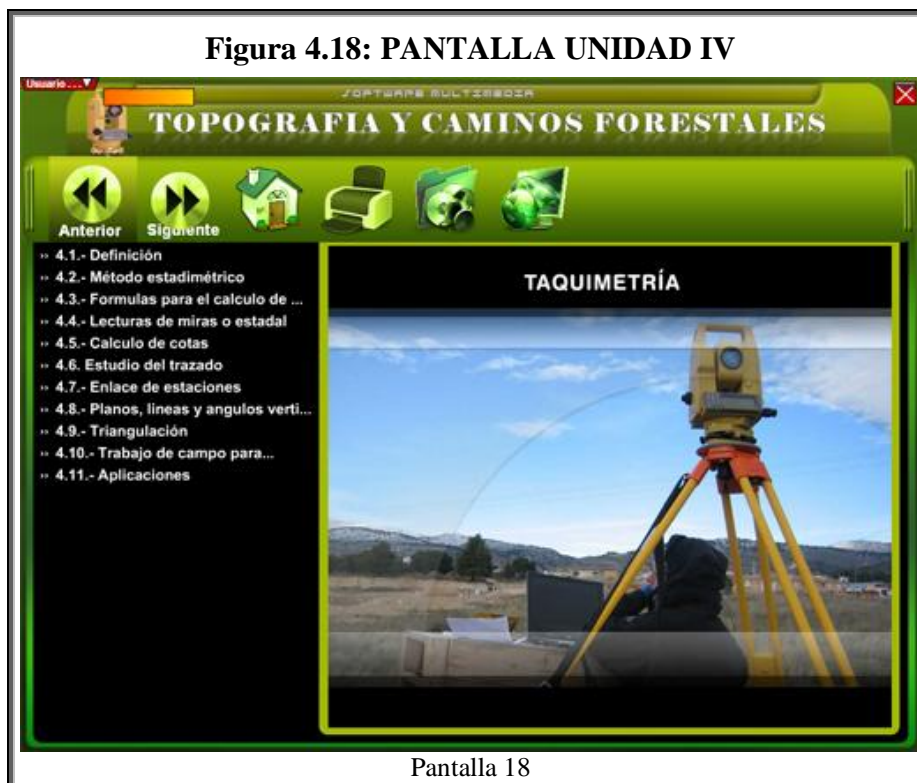 Figura 4.18: PANTALLA UNIDAD IV
Usuario....
SOFTWARE MULTIMEDIA
TOPOGRAFIA Y CAMINOS FORESTALES
Anterior
Siguiente
4.1.- Definición
4.2.- Método estadimétrico
4.3.- Formulas para el calculo de ...
4.4.- Lecturas de miras o estadal
4.5.- Calculo de cotas
4.6. Estudio del trazado
4.7.- Enlace de estaciones
4.8.- Planos, lineas y angulos verti...
4.9.- Triangulación
4.10.- Trabajo de campo para...
4.11.- Aplicaciones
TAQUIMETRÍA
Pantalla 18